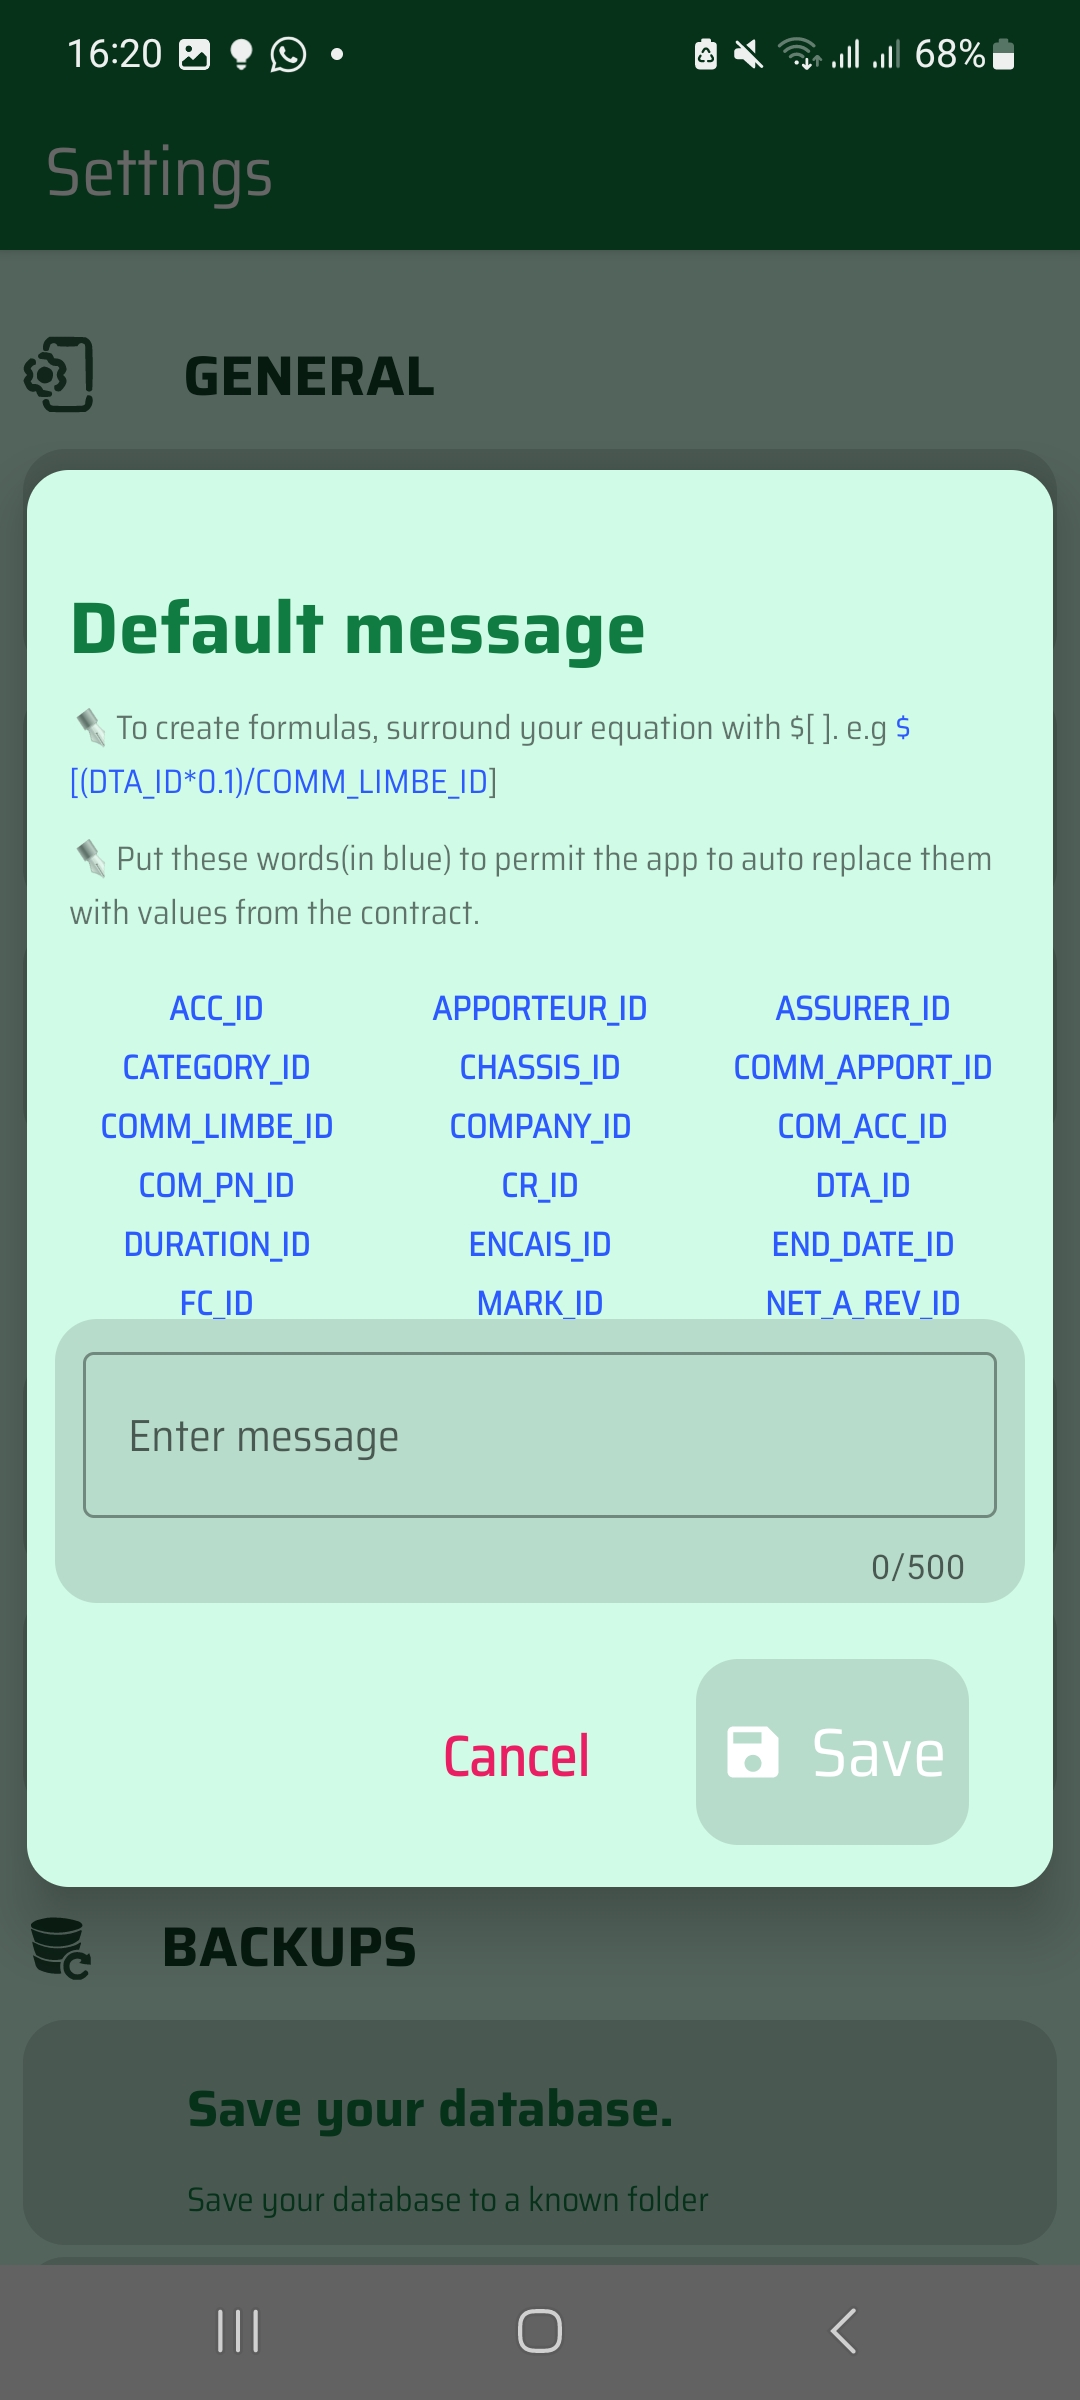 16:20
68%
Settings
GENERAL
Default message
To create formulas, surround your equation with $[ ]. e.g $
[(DTA_ID*0.1)/COMM_LIMBE_ID]
Put these words(in blue) to permit the app to auto replace them
with values from the contract.
ACC_ID APPORTEUR_ID ASSURER_ID
CATEGORY_ID CHASSIS_ID COMM_APPORT_ID
COMM_LIMBE_ID COMPANY_ID COM_ACC_ID
COM_PN_ID CR_ID DTA_ID
DURATION_ID ENCAIS_ID END_DATE_ID
FC_ID MARK_ID NET_A_REV_ID
Enter message
0/500
Cancel
Save
BACKUPS
Save your database.
Save your database to a known folder